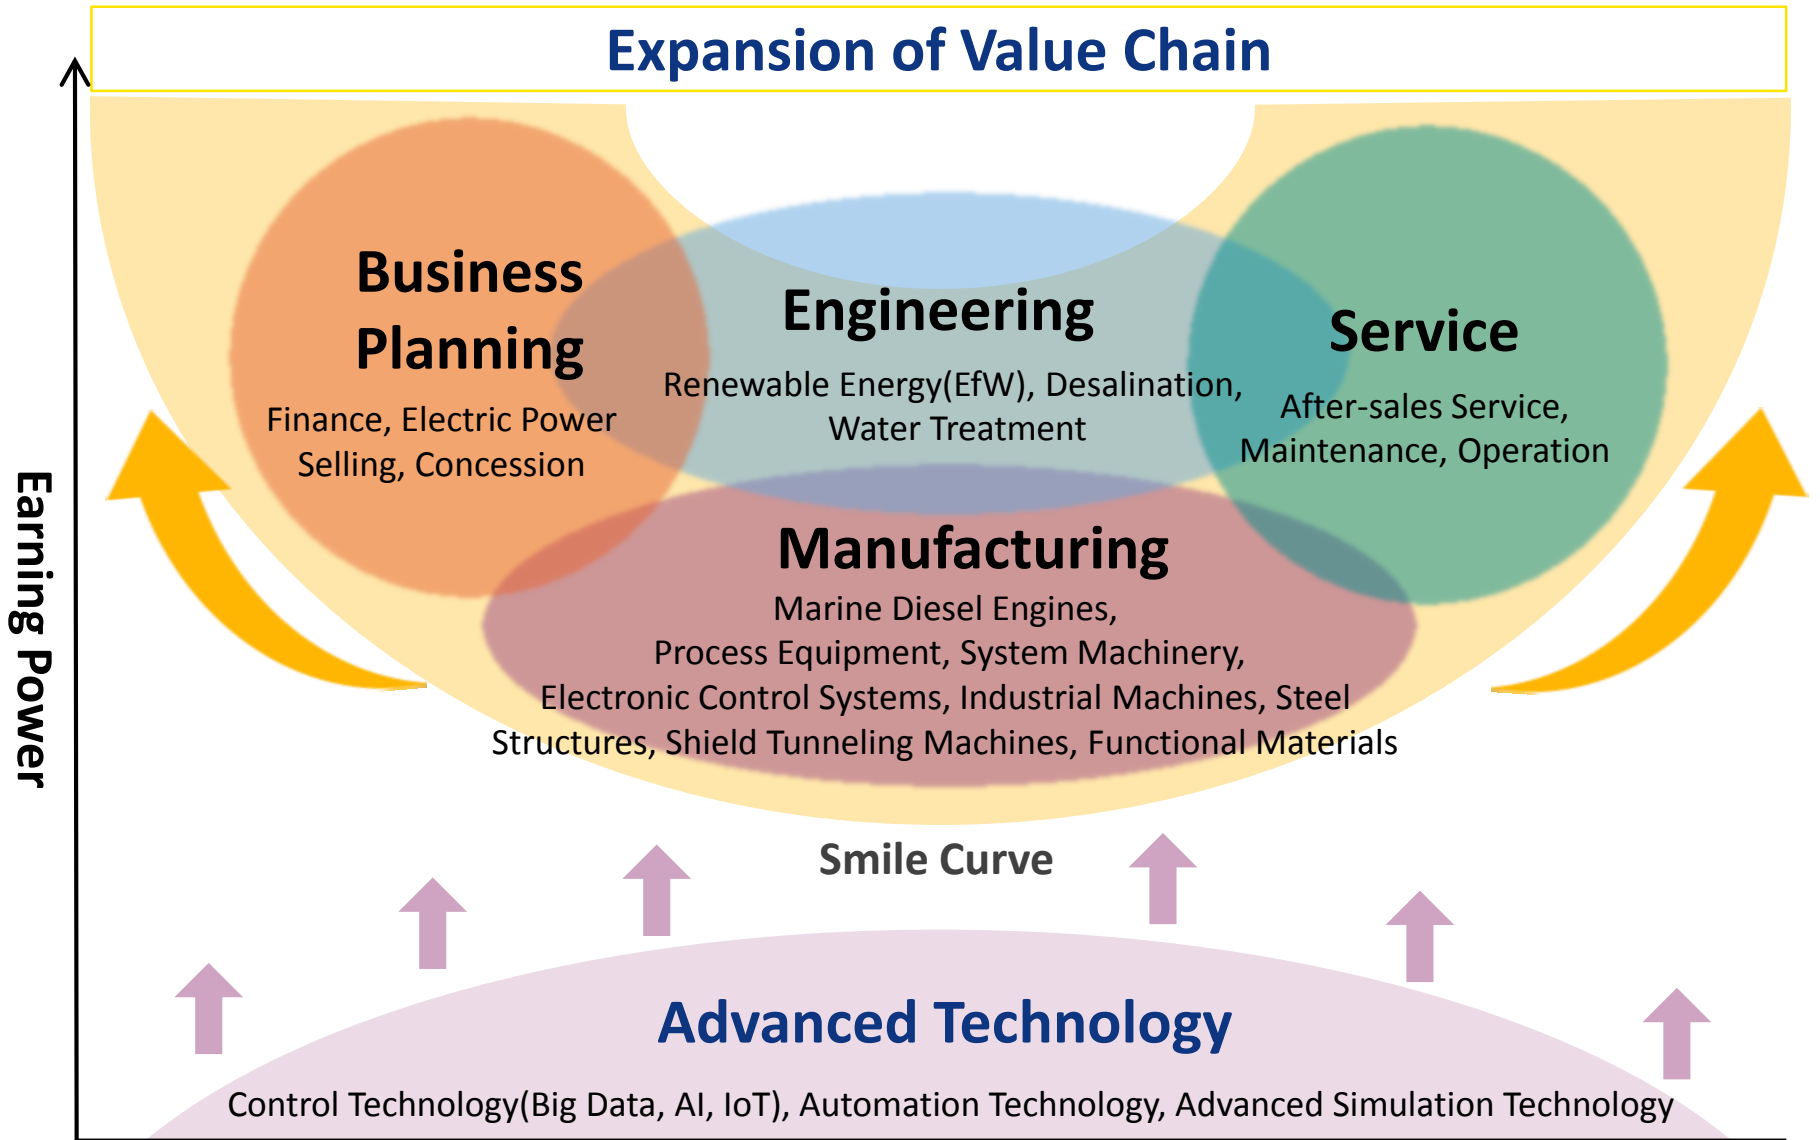 Expansion of Value Chain
Earning Power
Business
Planning
Finance, Electric Power
Selling, Concession
Engineering
Renewable Energy(EfW), Desalination,
Water Treatment
Service
After-sales Service,
Maintenance, Operation
Manufacturing
Marine Diesel Engines,
Process Equipment, System Machinery,
Electronic Control Systems, Industrial Machines, Steel
Structures, Shield Tunneling Machines, Functional Materials
Smile Curve
Advanced Technology
Control Technology(Big Data, AI, IoT), Automation Technology, Advanced Simulation Technology